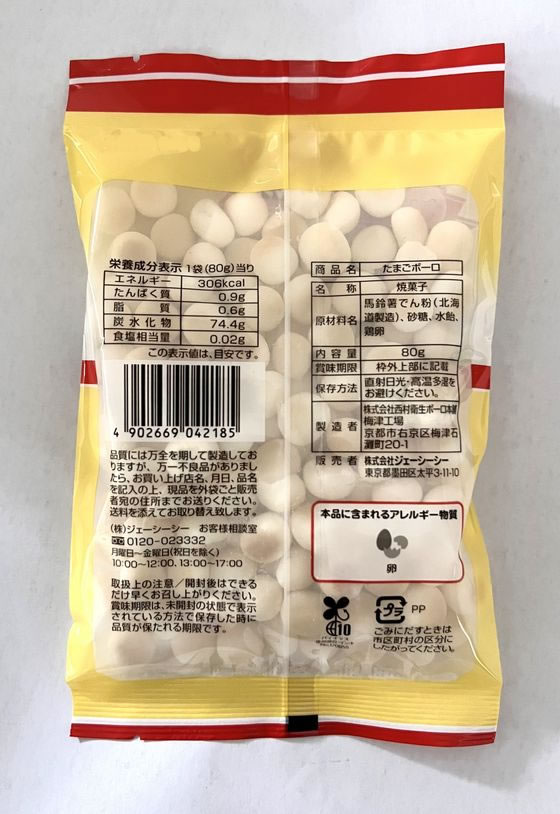 栄養成分表示 1袋(80g)当り
エネルギー 306kcal
たんぱく質 0.9g
脂質 0.6g
炭水化物 74.4g
食塩相当量 0.02g
この表示値は、目安です。
4 902669 042185
品質には万全を期して製造してお
りますが、万一不良品がありまし
たら、お買い上げ店名、月日、品名
を記入の上、現品を外袋ごと販売
者宛の住所までお送りください。
送料を添えてお取り替え致します。
(株)ジェーシーシー お客様相談室
0120-023332
月曜日〜金曜日(祝日を除く)
10:00〜12:00、13:00〜17:00
取扱上の注意/開封後はできる
だけ早くお召し上がりください。
賞味期限は、未開封の状態で表示
されている方法で保存した時に
品質が保たれる期限です。
商品名 たまごボーロ
名称 焼菓子
原材料名 馬鈴薯でん粉(北海
道製造)、砂糖、水飴、
鶏卵
内容量 80g
賞味期限 枠外上部に記載
保存方法 直射日光・高温多湿を
お避けください。
製造者 株式会社西村衛生ボーロ本舗
梅津工場
京都市右京区梅津石
灘町20-1
販売者 株式会社ジェーシーシー
東京都墨田区太平3-11-10
本品に含まれるアレルギー物質
卵
Bio
プラ PP
ごみにだすときは
市区町村の区分に
したがってください。